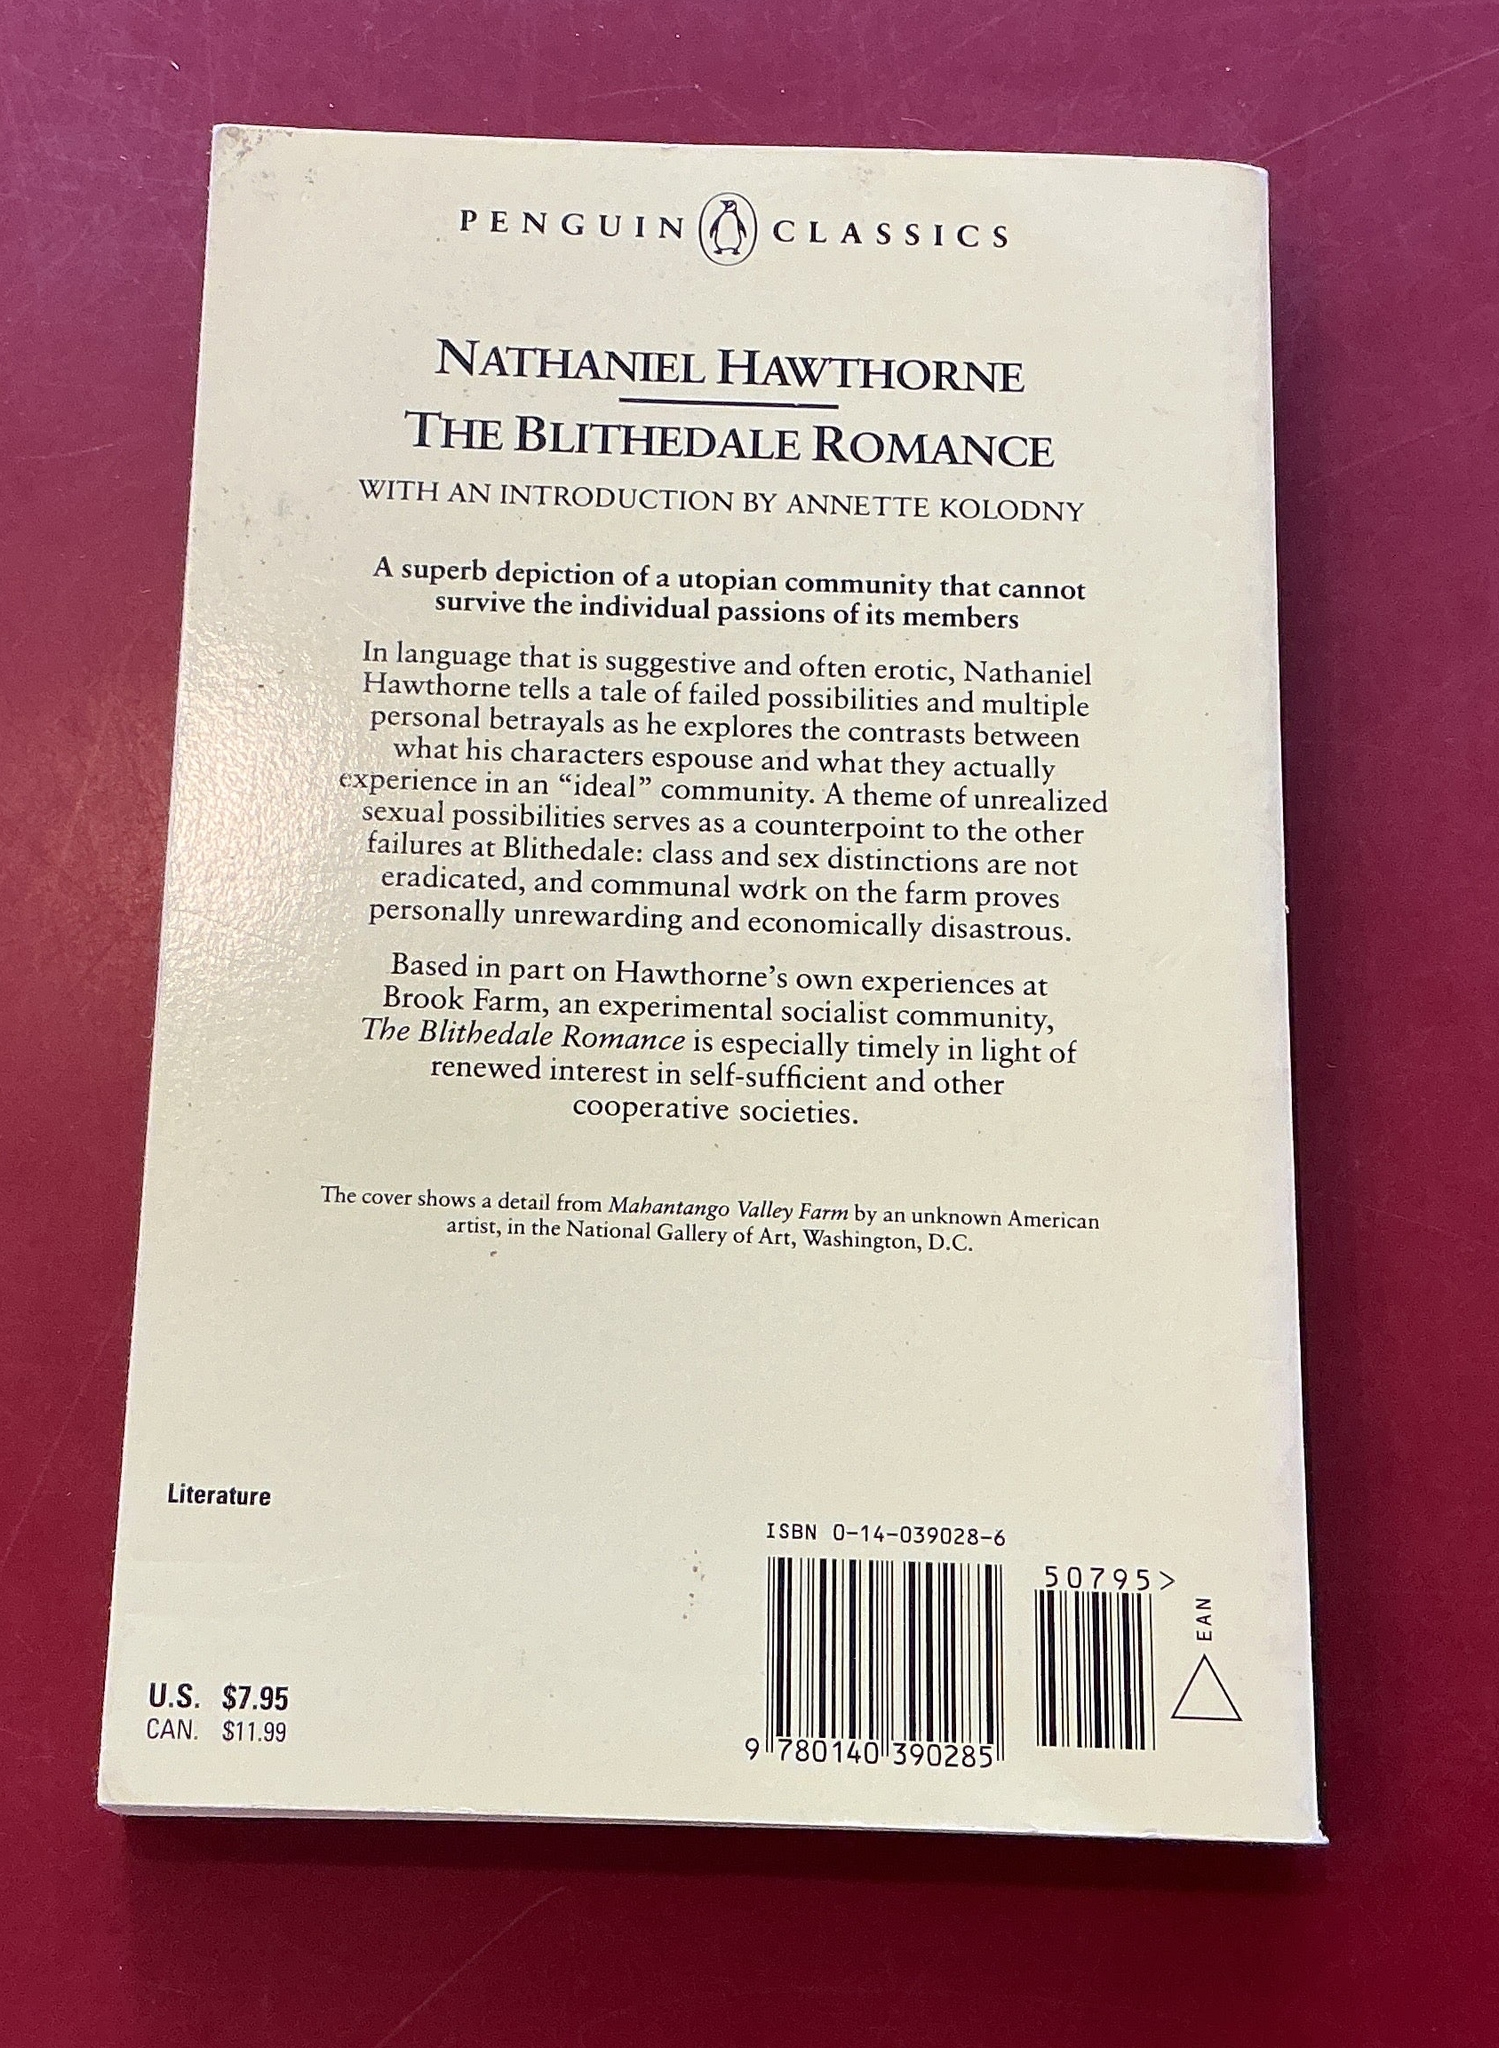 PENGUIN CLASSICS
NATHANIEL HAWTHORNE
THE BLITHEDALE ROMANCE
WITH AN INTRODUCTION BY ANNETTE KOLODNY
A superb depiction of a utopian community that cannot
survive the individual passions of its members
In language that is suggestive and often erotic, Nathaniel
Hawthorne tells a tale of failed possibilities and multiple
personal betrayals as he explores the contrasts between
what his characters espouse and what they actually
experience in an “ideal” community. A theme of unrealized
sexual possibilities serves as a counterpoint to the other
failures at Blithedale: class and sex distinctions are not
eradicated, and communal work on the farm proves
personally unrewarding and economically disastrous.
Based in part on Hawthorne’s own experiences at
Brook Farm, an experimental socialist community,
The Blithedale Romance is especially timely in light of
renewed interest in self-sufficient and other
cooperative societies.
The cover shows a detail from Mahantango Valley Farm by an unknown American
artist, in the National Gallery of Art, Washington, D.C.
Literature
ISBN 0-14-039028-6
50795>
EAN
U.S. $7.95
CAN. $11.99
9 780140 390285